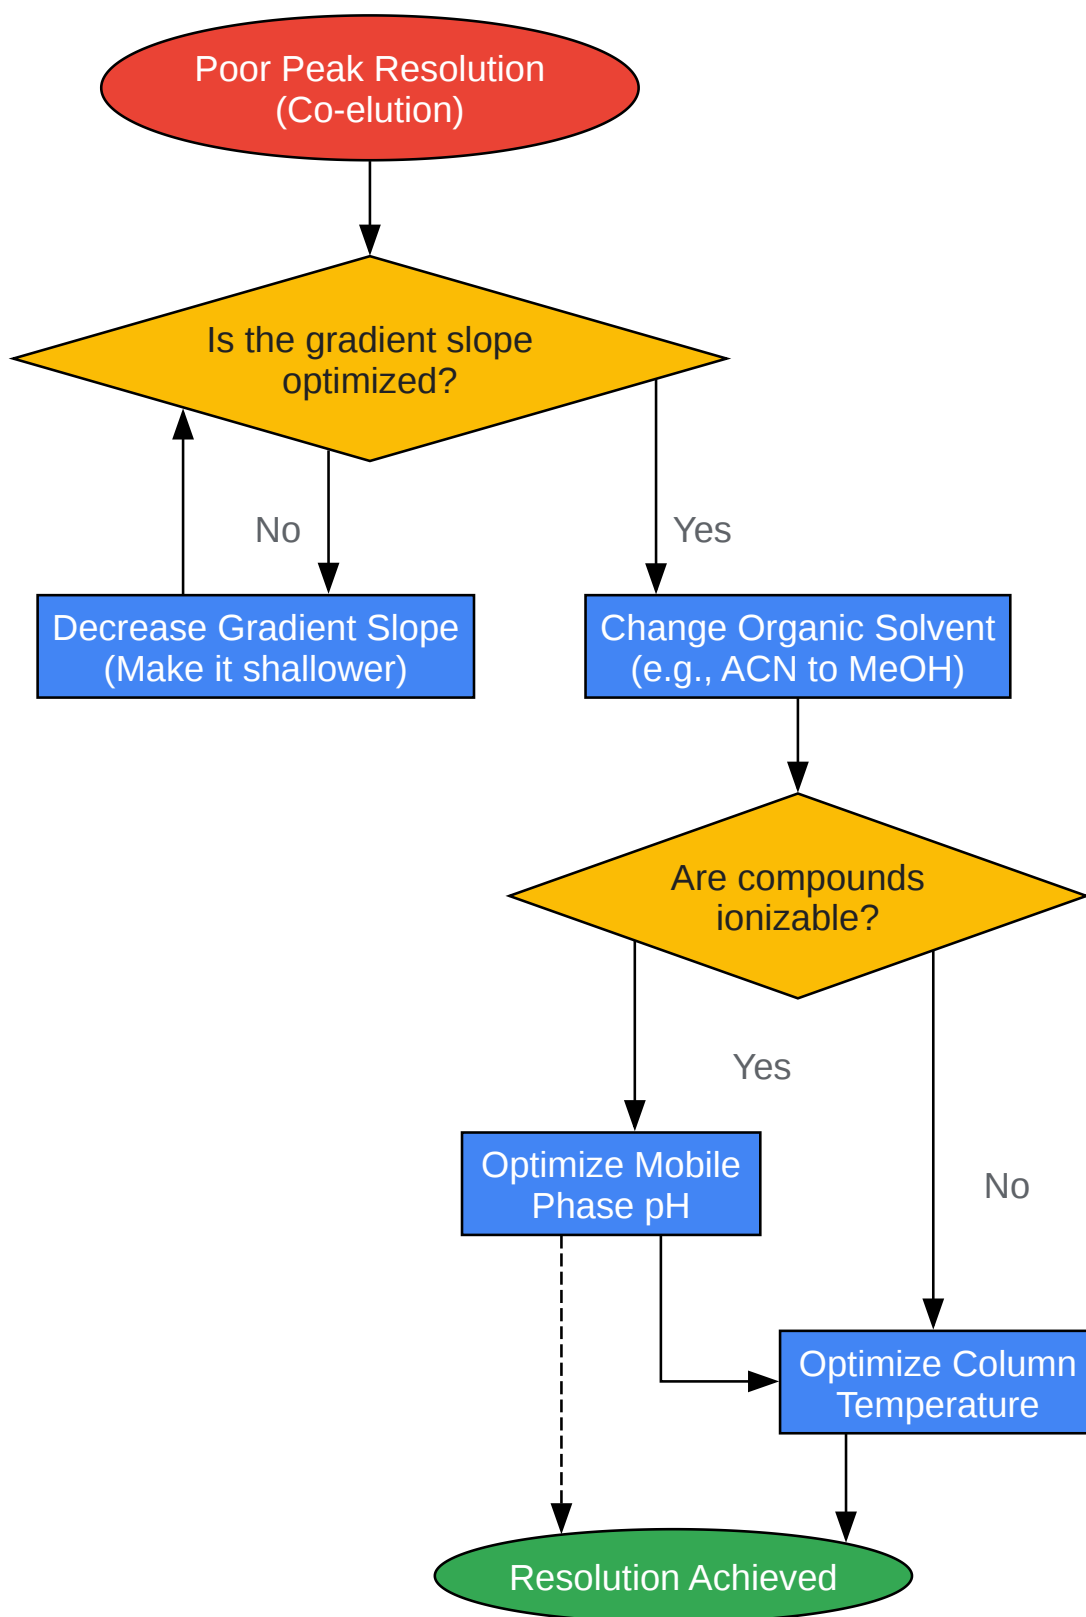 Poor Peak Resolution
(Co-elution)
Is the gradient slope
optimized?
No
Yes
Decrease Gradient Slope
(Make it shallower)
Change Organic Solvent
(e.g., ACN to MeOH)
Are compounds
ionizable?
Yes
Optimize Mobile
Phase pH
No
Optimize Column
Temperature
Resolution Achieved